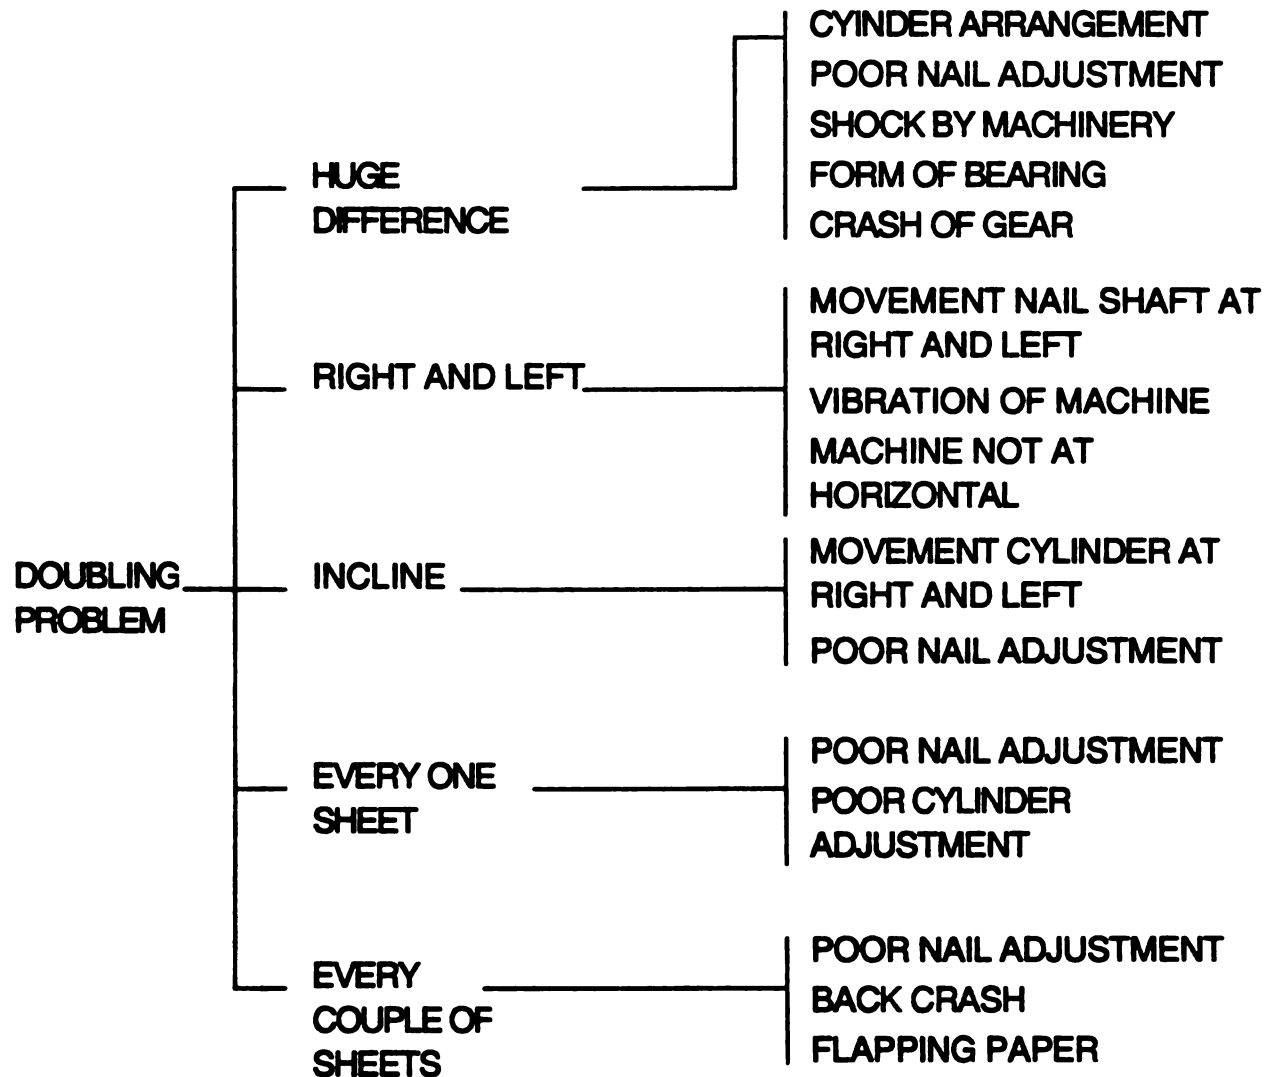 DOUBLING
PROBLEM
HUGE
DIFFERENCE
CYINDER ARRANGEMENT
POOR NAIL ADJUSTMENT
SHOCK BY MACHINERY
FORM OF BEARING
CRASH OF GEAR
RIGHT AND LEFT
MOVEMENT NAIL SHAFT AT
RIGHT AND LEFT
VIBRATION OF MACHINE
MACHINE NOT AT
HORIZONTAL
INCLINE
MOVEMENT CYLINDER AT
RIGHT AND LEFT
POOR NAIL ADJUSTMENT
EVERY ONE
SHEET
POOR NAIL ADJUSTMENT
POOR CYLINDER
ADJUSTMENT
EVERY
COUPLE OF
SHEETS
POOR NAIL ADJUSTMENT
BACK CRASH
FLAPPING PAPER